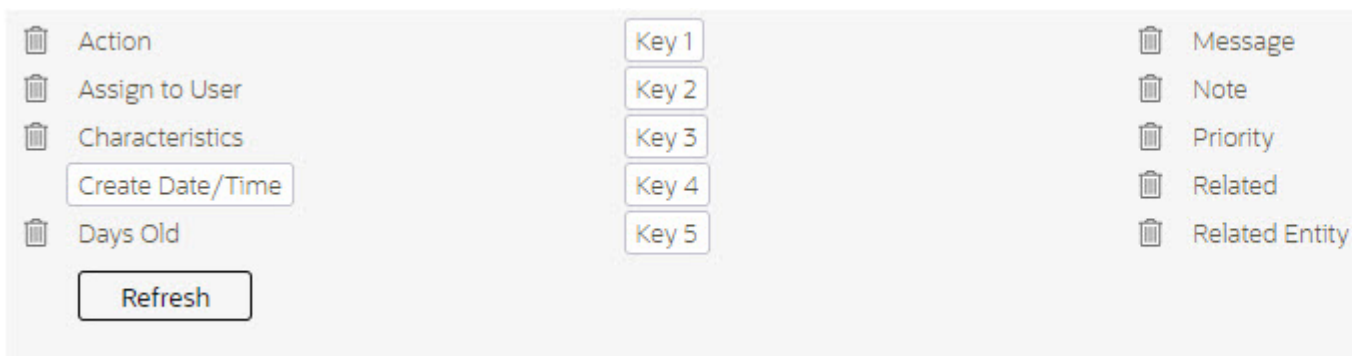 Action Key 1 Message
Assign to User Key 2 Note
Characteristics Key 3 Priority
Create Date/Time Key 4 Related
Days Old Key 5 Related Entity
Refresh